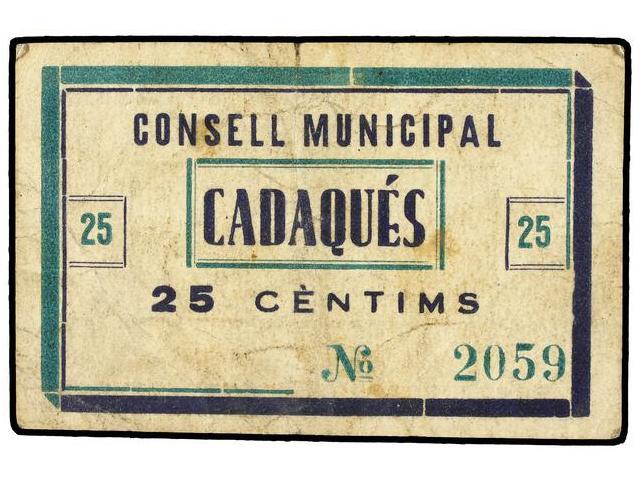 CONSELL MUNICIPAL
CADAQUÉS
25 25
25 CÈNTIMS
Nº 2059